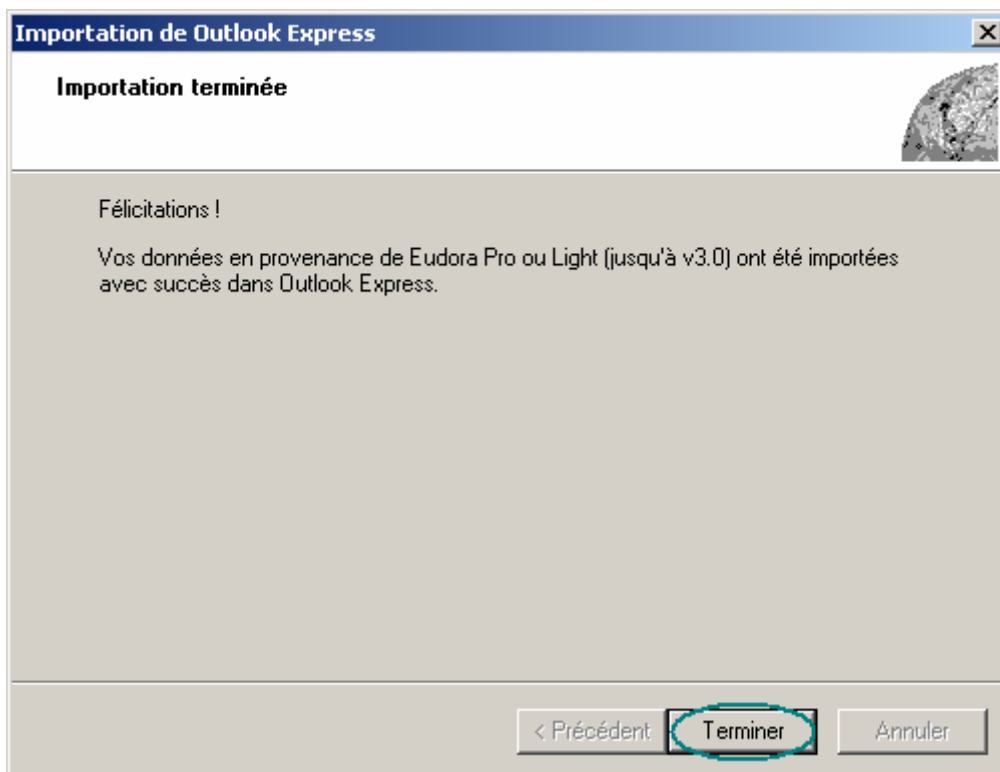 Importation de Outlook Express
Importation terminée
Félicitations !
Vos données en provenance de Eudora Pro ou Light (jusqu'à v3.0) ont été importées
avec succès dans Outlook Express.
< Précédent
Terminer
Annuler